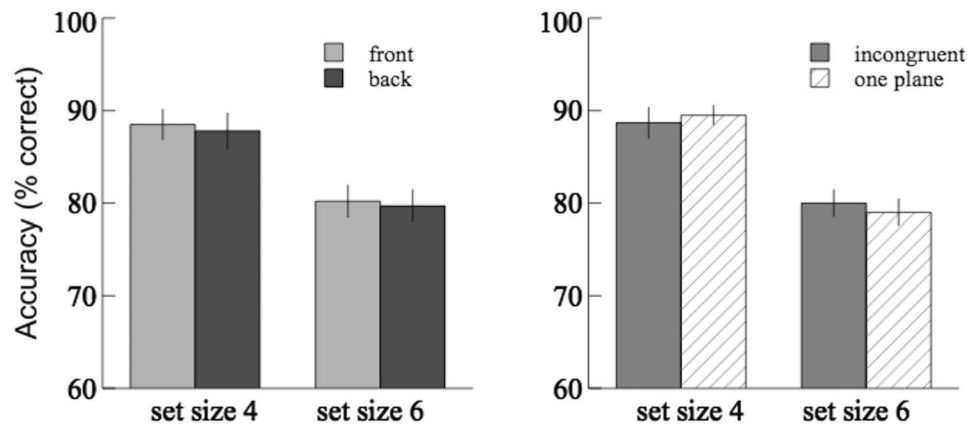 Accuracy (% correct)
100
90
80
70
60
front
back
set size 4
set size 6
100
90
80
70
60
incongruent
one plane
set size 4
set size 6